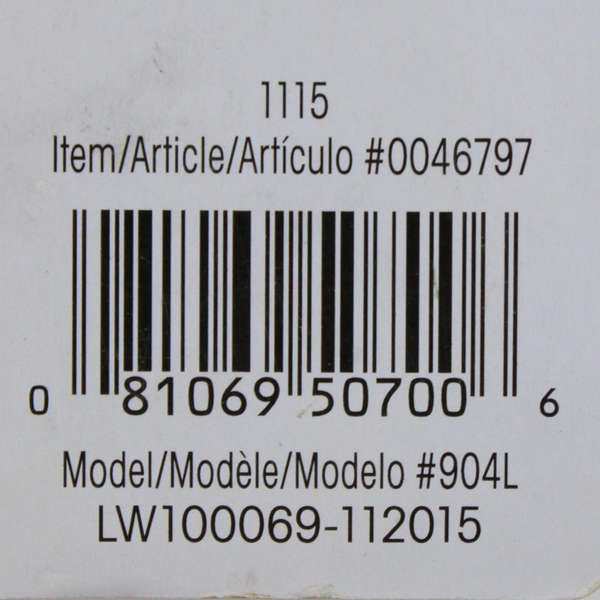 1115
Item/Article/Artículo #0046797
0 81069 50700 6
Model/Modèle/Modelo #904L
LW100069-112015